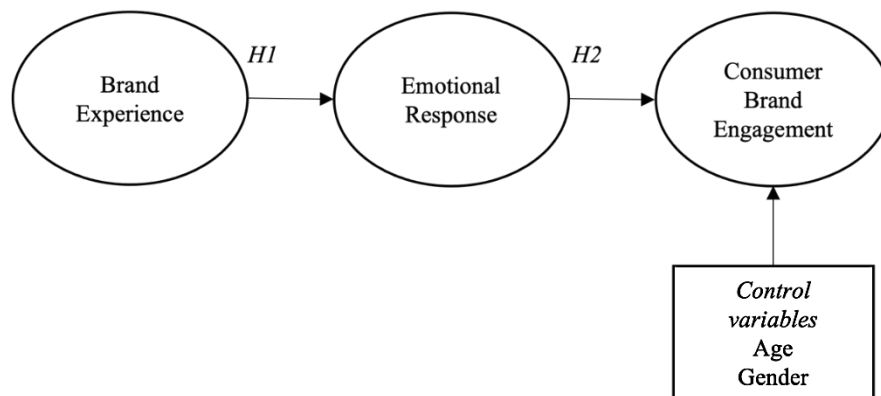 H1
H2
Brand
Experience
Emotional
Response
Consumer
Brand
Engagement
Control
variables
Age
Gender